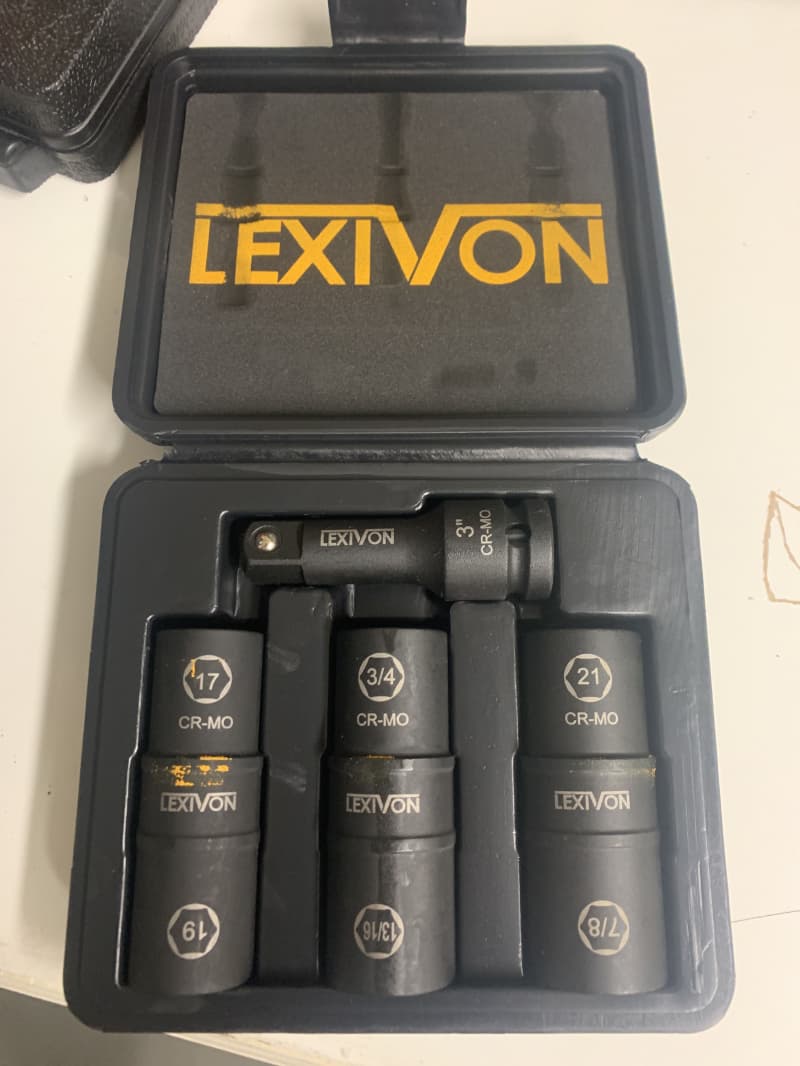 LEXIVON
LEXIVON
3"
CR-MO
17
CR-MO
LEXIVON
19
3/4
CR-MO
LEXIVON
13/16
21
CR-MO
LEXIVON
7/8